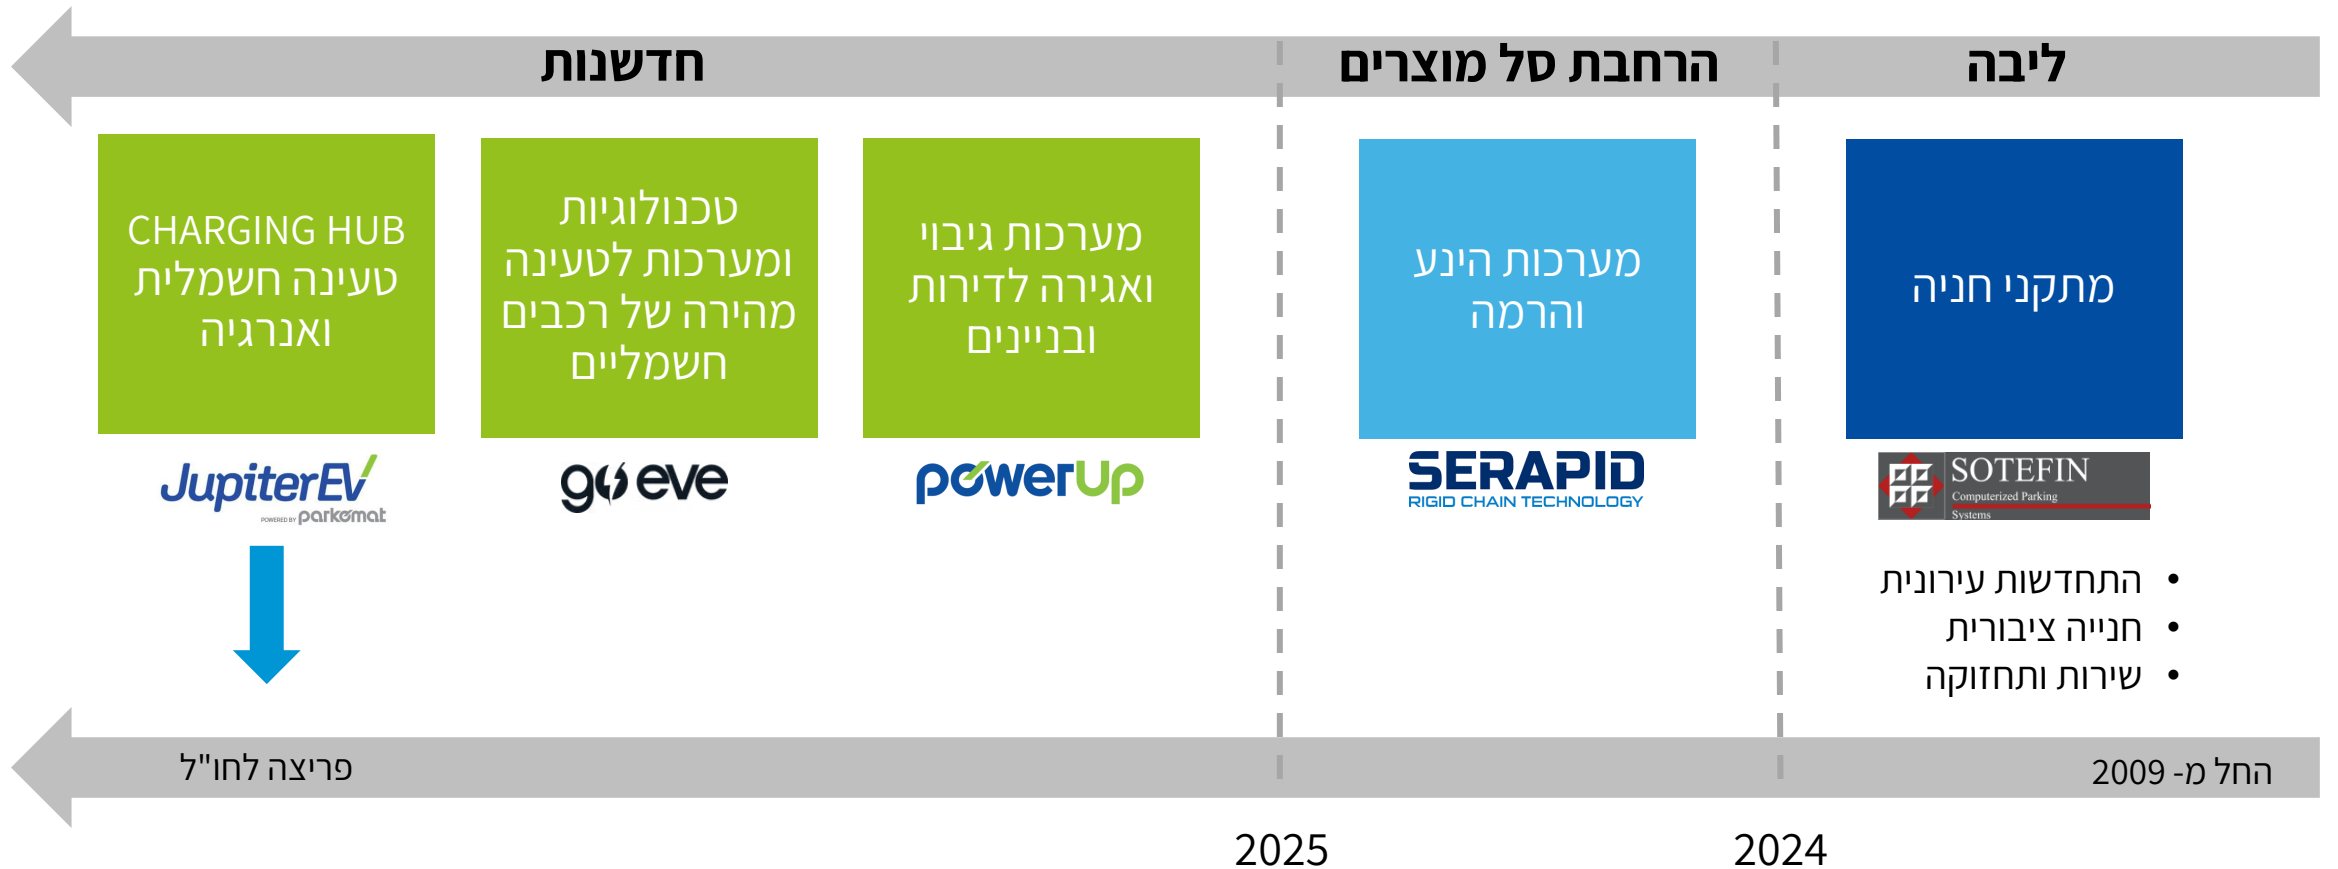 ליבה
הרחבת סל מוצרים
חדשנות
מתקני חניה
SOTEFIN
Computerized Parking
Systems
• התחדשות עירונית
• חנייה ציבורית
• שירות ותחזוקה
מערכות הינע
והרמה
SERAPID
RIGID CHAIN TECHNOLOGY
מערכות גיבוי
ואגירה לדירות
ובניינים
powerUp
טכנולוגיות
ומערכות לטעינה
מהירה של רכבים
חשמליים
go eve
CHARGING HUB
טעינה חשמלית
ואנרגיה
JupiterEV
POWERED BY parkomat
החל מ- 2009
פריצה לחו"ל
2024
2025